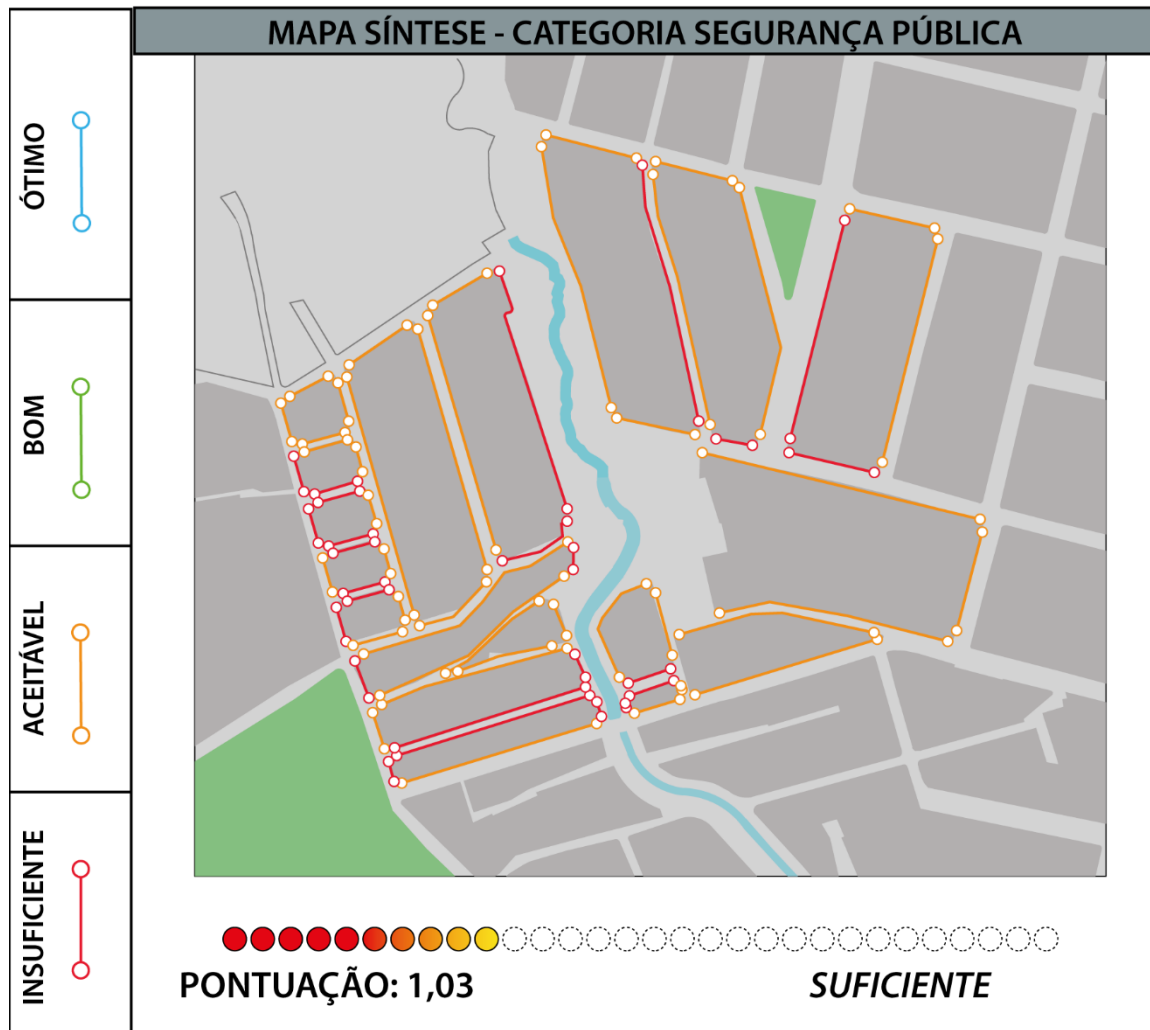 MAPA SÍNTESE - CATEGORIA SEGURANÇA PÚBLICA
ÓTIMO
BOM
ACEITÁVEL
INSUFICIENTE
PONTUAÇÃO: 1,03
SUFICIENTE